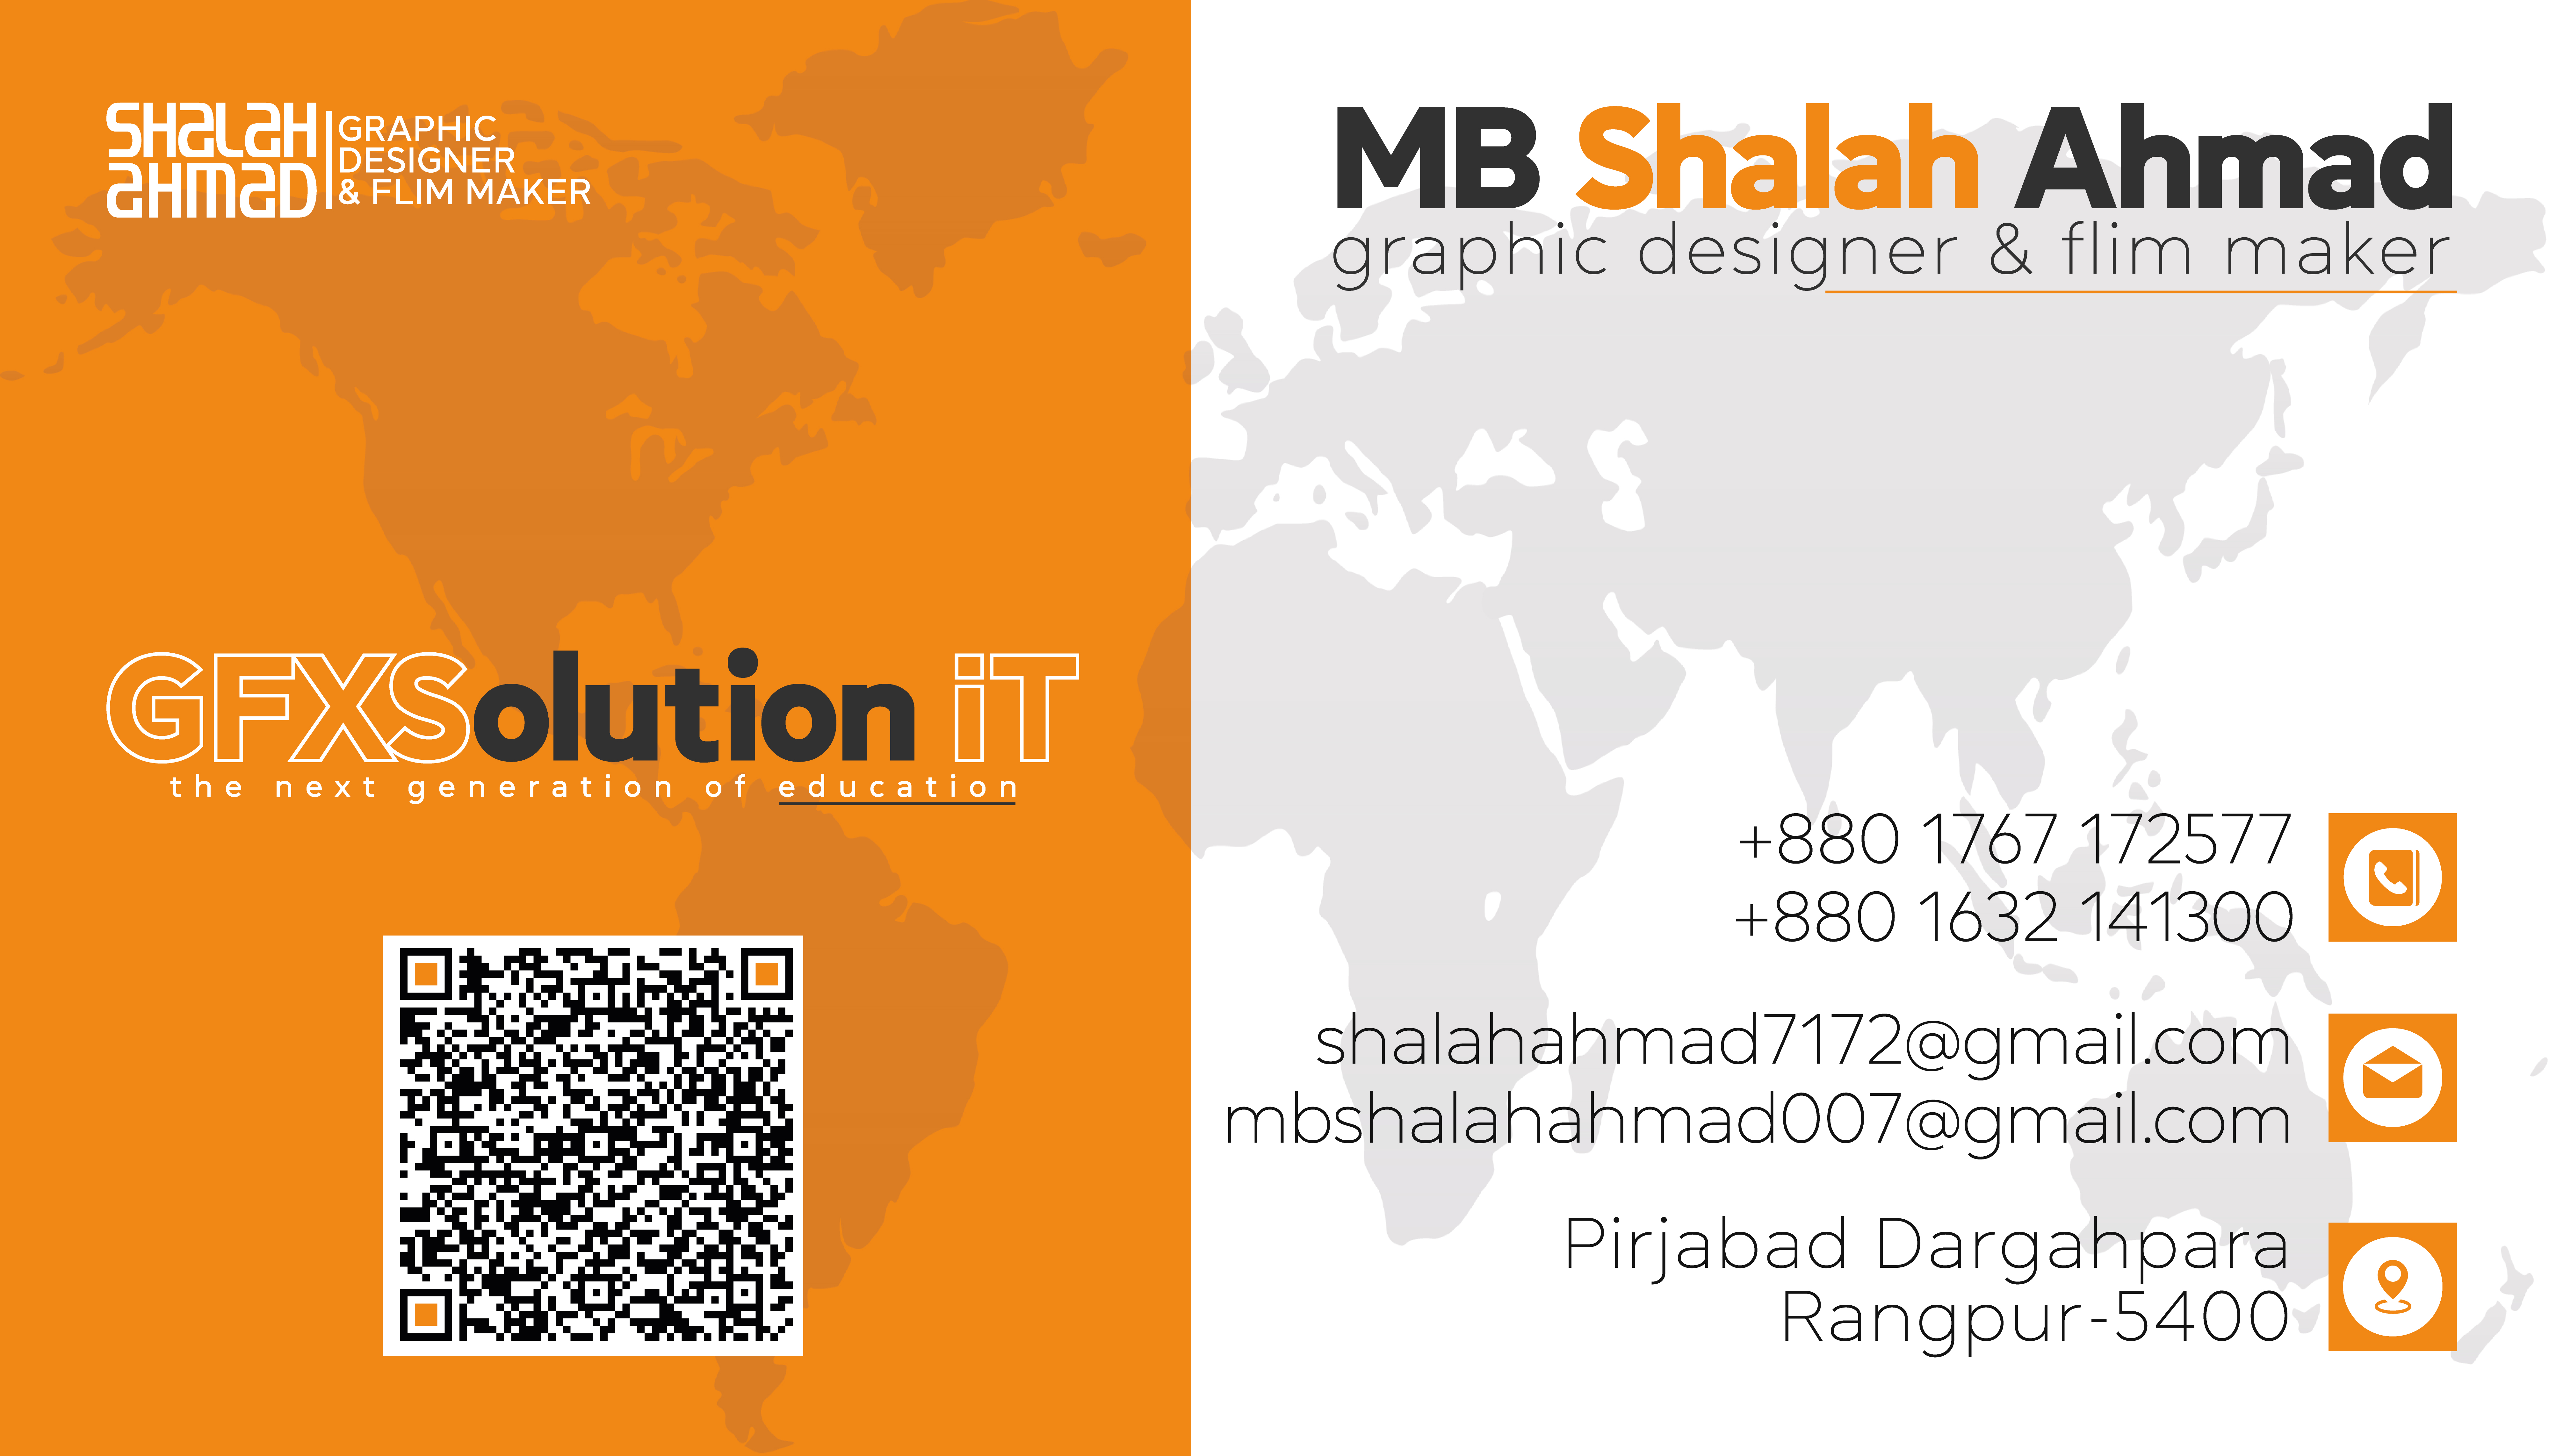 SHALAH
AHMAD
GRAPHIC
DESIGNER
& FLIM MAKER
GFXSolution iT
the next generation of education
MB Shalah Ahmad
graphic designer & flim maker
+880 1767 172577
+880 1632 141300
shalahahmad7172@gmail.com
mbshalahahmad007@gmail.com
Pirjabad Dargahpara
Rangpur-5400